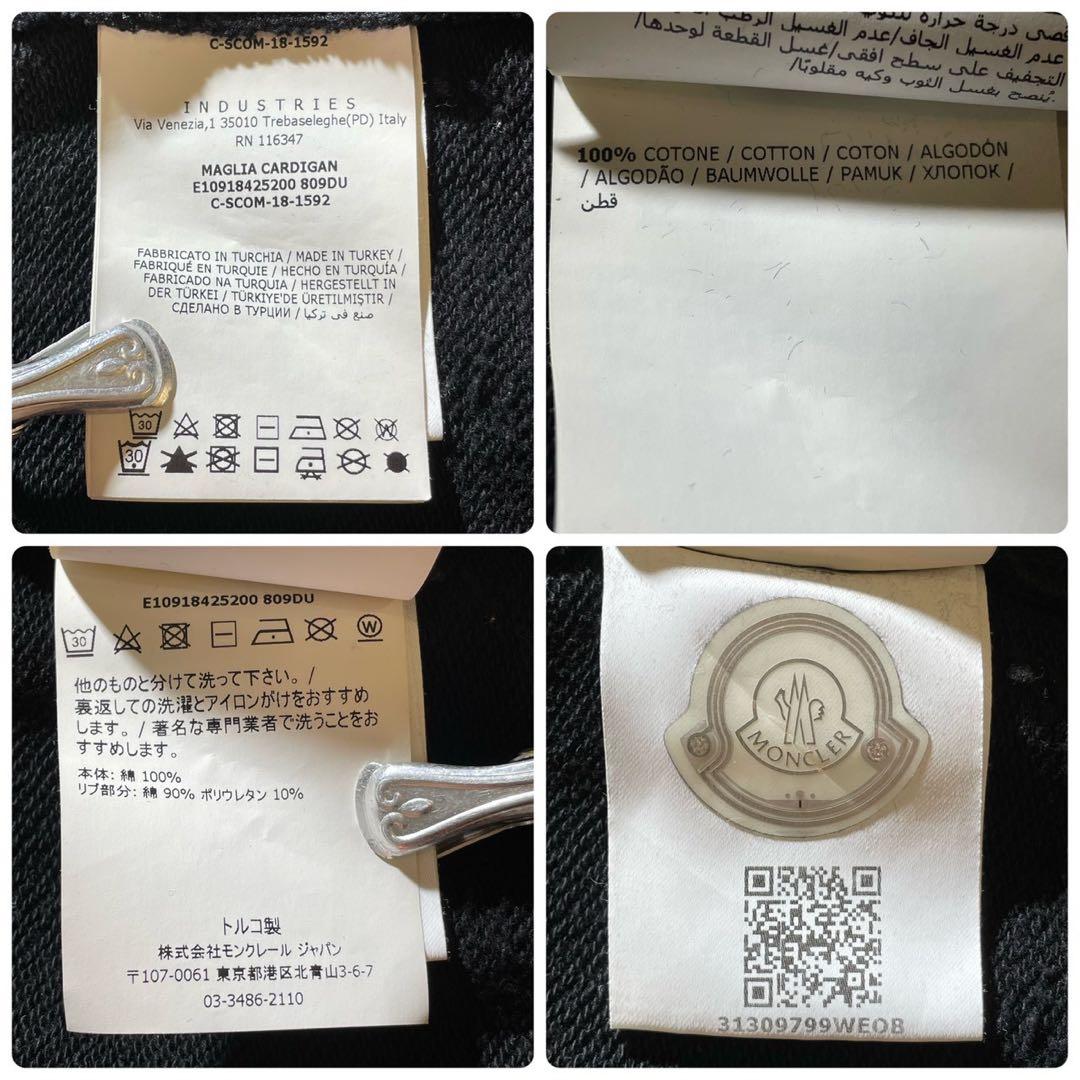 C-SCOM-18-1592
INDUSTRIES
Via Venezia,1 35010 Trebaseleghe(PD) Italy
RN 116347
MAGLIA CARDIGAN
E10918425200 809DU
C-SCOM-18-1592
FABBRICATO IN TURCHIA / MADE IN TURKEY /
FABRIQUÉ EN TURQUIE / HECHO EN TURQUÍA /
FABRICADO NA TURQUIA / HERGESTELLT IN
DER TÜRKEI / TÜRKIYE'DE ÜRETILMIŞTIR /
СДЕЛАНО В ТУРЦИИ / صنع في تركيا
30
W
30
قصى درجة حرارة
عدم الغسيل الجاف/عدم الغسيل الرطب
التجفيف على سطح افقي/غسل القطعة لوحدها/
يُنصح بغسل الثوب وكيه مقلوبًا/.
100% COTONE / COTTON / COTON / ALGODÓN
/ ALGODÃO / BAUMWOLLE / PAMUK / ХЛОПОК /
قطن
E10918425200 809DU
30
W
他のものと分けて洗って下さい。/
裏返しての洗濯とアイロンがけをおすすめ
します。/ 著名な専門業者で洗うことをお
すすめします。
本体: 綿 100%
リブ部分: 綿 90% ポリウレタン 10%
トルコ製
株式会社モンクレール ジャパン
〒107-0061 東京都港区北青山3-6-7
03-3486-2110
MONCLER
31309799WEOB